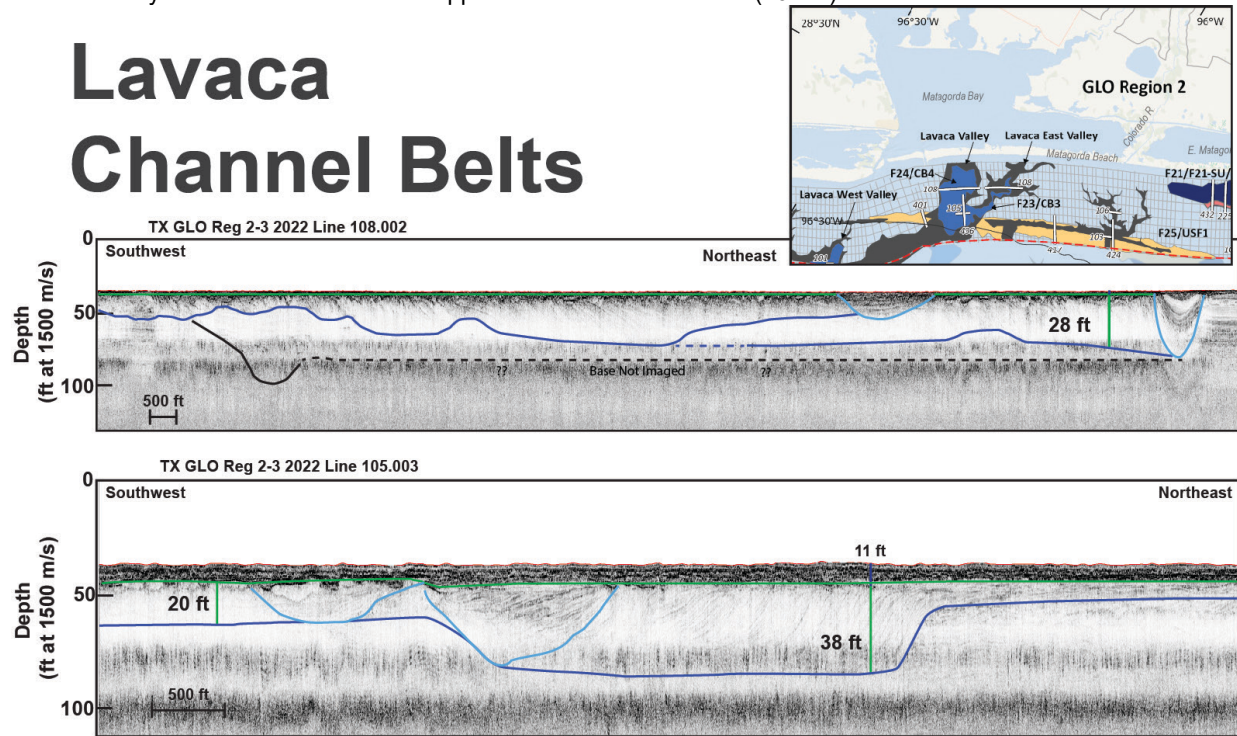 Lavaca
Channel Belts
28°30'N
96°30'W
96°W
GLO Region 2
Matagorda Bay
Colorado R
Lavaca Valley
Lavaca East Valley
Matagorda Beach
E. Matagor
F24/CB4
F21/F21-SU/
108
108
Lavaca West Valley
F23/CB3
401
105
106
432
225
96°30'W
436
103
F25/USF1
101
437
424
TX GLO Reg 2-3 2022 Line 108.002
Southwest
Northeast
Depth
(ft at 1500 m/s)
0
50
100
28 ft
??
Base Not Imaged
??
500 ft
TX GLO Reg 2-3 2022 Line 105.003
Southwest
Northeast
Depth
(ft at 1500 m/s)
0
50
100
11 ft
20 ft
38 ft
500 ft